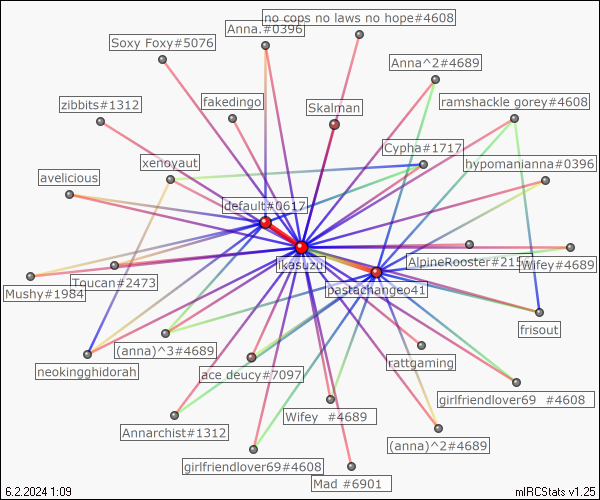 no cops no laws no hope#4608
Anna.#0396
Soxy Foxy#5076
Anna^2#4689
zibbits#1312
fakedingo
Skalman
ramshackle gorey#4608
Cypha#1717
xenoyaut
hypomanianna#0396
avelicious
default#0617
ikasuzu
AlpineRooster#215
Wifey#4689
Toucan#2473
Mushy#1984
pastachangeo41
frisout
(anna)^3#4689
rattgaming
neokingghidorah
ace deucy#7097
girlfriendlover69 #4608
Wifey #4689
Annarchist#1312
(anna)^2#4689
girlfriendlover69#4608
Mad #6901
6.2.2024 1:09
mIRCStats v1.25